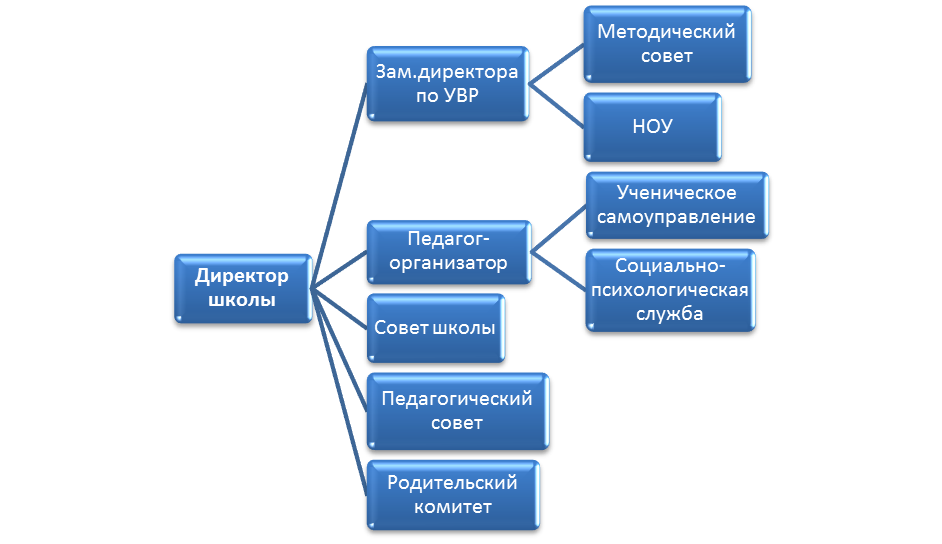 Директор
школы
Зам.директора
по УВР
Методический
совет
НОУ
Педагог-
организатор
Ученическое
самоуправление
Социально-
психологическая
служба
Совет школы
Педагогический
совет
Родительский
комитет